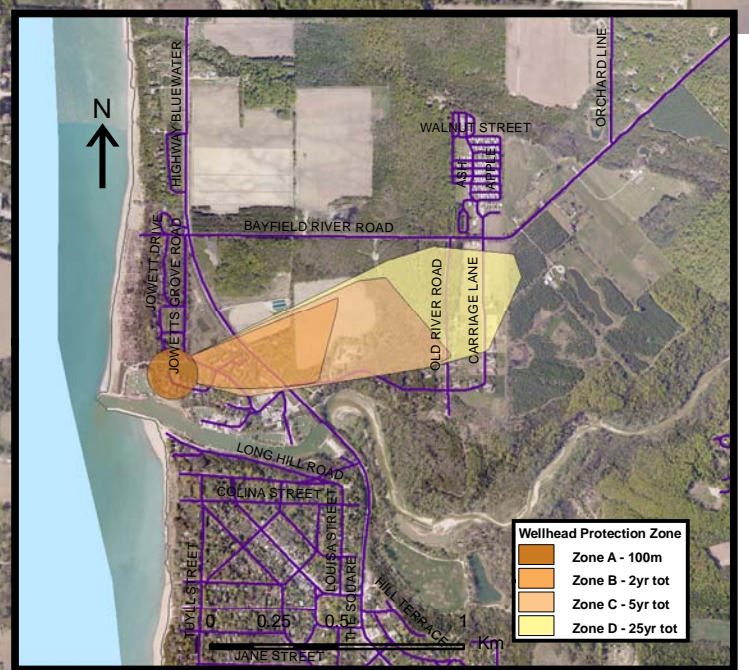 N
HIGHWAY BLUEWATER
ORCHARD LINE
WALNUT STREET
ASH
APPLE
BAYFIELD RIVER ROAD
JOWETT DRIVE
JOWETTS GROVE ROAD
OLD RIVER ROAD
CARRIAGE LANE
LONG HILL ROAD
COLINA STREET
LOUISA STREET
TUYLL STREET
THE SQUARE
HILL TERRACE
0 0.25 0.5 1
Km
JANE STREET
Wellhead Protection Zone
Zone A - 100m
Zone B - 2yr tot
Zone C - 5yr tot
Zone D - 25yr tot